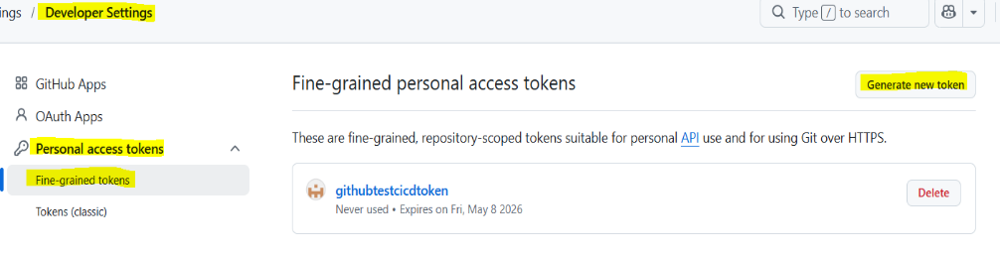 ings / Developer Settings
Type / to search
GitHub Apps
OAuth Apps
Personal access tokens
Fine-grained tokens
Tokens (classic)
Fine-grained personal access tokens
Generate new token
These are fine-grained, repository-scoped tokens suitable for personal API use and for using Git over HTTPS.
githubtestcicdtoken
Never used • Expires on Fri, May 8 2026
Delete